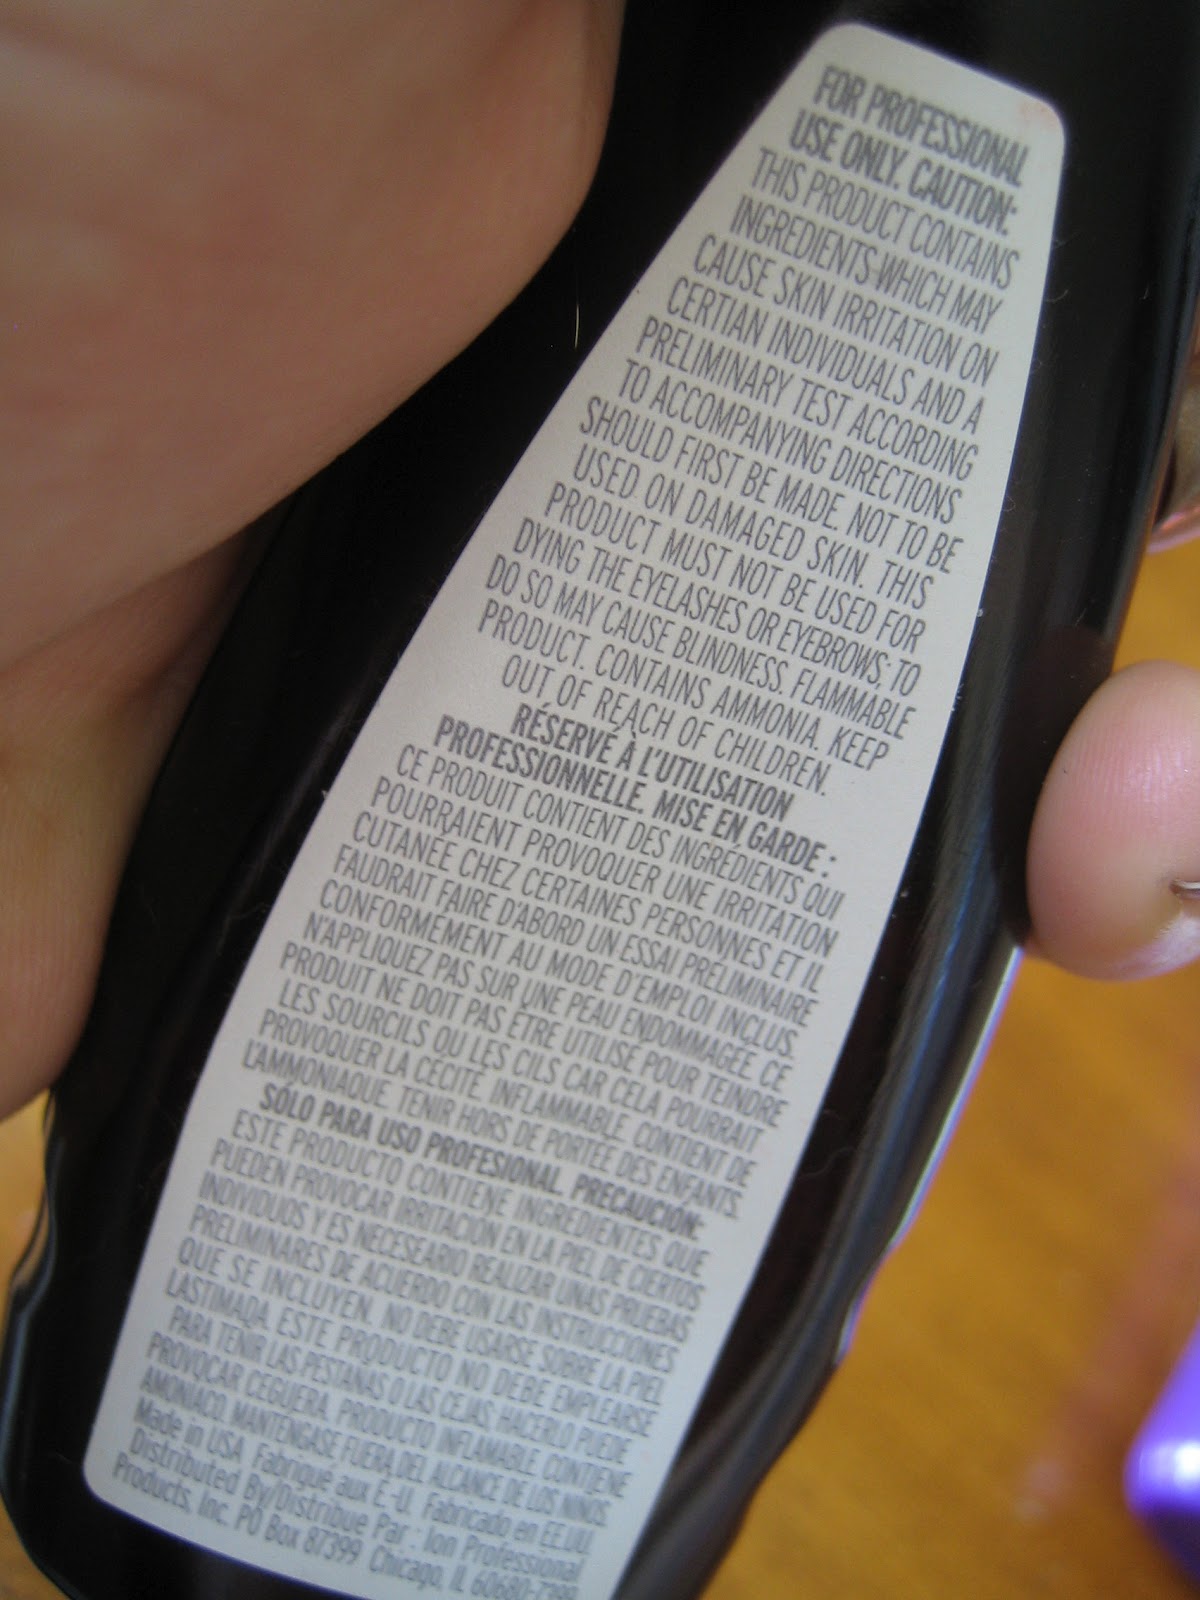 FOR PROFESSIONAL
USE ONLY. CAUTION:
THIS PRODUCT CONTAINS
INGREDIENTS WHICH MAY
CAUSE SKIN IRRITATION ON
CERTIAN INDIVIDUALS AND A
PRELIMINARY TEST ACCORDING
TO ACCOMPANYING DIRECTIONS
SHOULD FIRST BE MADE. NOT TO BE
USED ON DAMAGED SKIN. THIS
PRODUCT MUST NOT BE USED FOR
DYING THE EYELASHES OR EYEBROWS; TO
DO SO MAY CAUSE BLINDNESS. FLAMMABLE
PRODUCT. CONTAINS AMMONIA. KEEP
OUT OF REACH OF CHILDREN.
RÉSERVÉ À L'UTILISATION
PROFESSIONNELLE. MISE EN GARDE :
CE PRODUIT CONTIENT DES INGRÉDIENTS QUI
POURRAIENT PROVOQUER UNE IRRITATION
CUTANÉE CHEZ CERTAINES PERSONNES ET IL
FAUDRAIT FAIRE D'ABORD UN ESSAI PRÉLIMINAIRE
CONFORMÉMENT AU MODE D'EMPLOI INCLUS.
N'APPLIQUEZ PAS SUR UNE PEAU ENDOMMAGÉE. CE
PRODUIT NE DOIT PAS ÊTRE UTILISÉ POUR TEINDRE
LES SOURCILS OU LES CILS CAR CELA POURRAIT
PROVOQUER LA CÉCITÉ. INFLAMMABLE. CONTIENT DE
L'AMMONIAQUE. TENIR HORS DE PORTÉE DES ENFANTS.
SÓLO PARA USO PROFESIONAL. PRECAUCIÓN:
ESTE PRODUCTO CONTIENE INGREDIENTES QUE
PUEDEN PROVOCAR IRRITACIÓN EN LA PIEL DE CIERTOS
INDIVIDUOS Y ES NECESEARIO REALIZAR UNAS PRUEBAS
PRELIMINARES DE ACUERDO CON LAS INSTRUCCIONES
QUE SE INCLUYEN. NO DEBE USARSE SOBRE LA PIEL
LASTIMADA. ESTE PRODUCTO NO DEBE EMPLEARSE
PARA TENIR LAS PESTANAS O LAS CEJAS; HACERLO PUEDE
PROVOCAR CEGUERA. PRODUCTO INFLAMABLE. CONTIENE
AMONIACO. MANTENGASE FUERA DEL ALCANCE DE LOS NINOS.
Made in USA Fabriqué aux É.-U. Fabricado en EE.UU.
Distributed By/Distribue Par : Ion Professional
Products, Inc. PO Box 87399 Chicago, IL 60680-7399